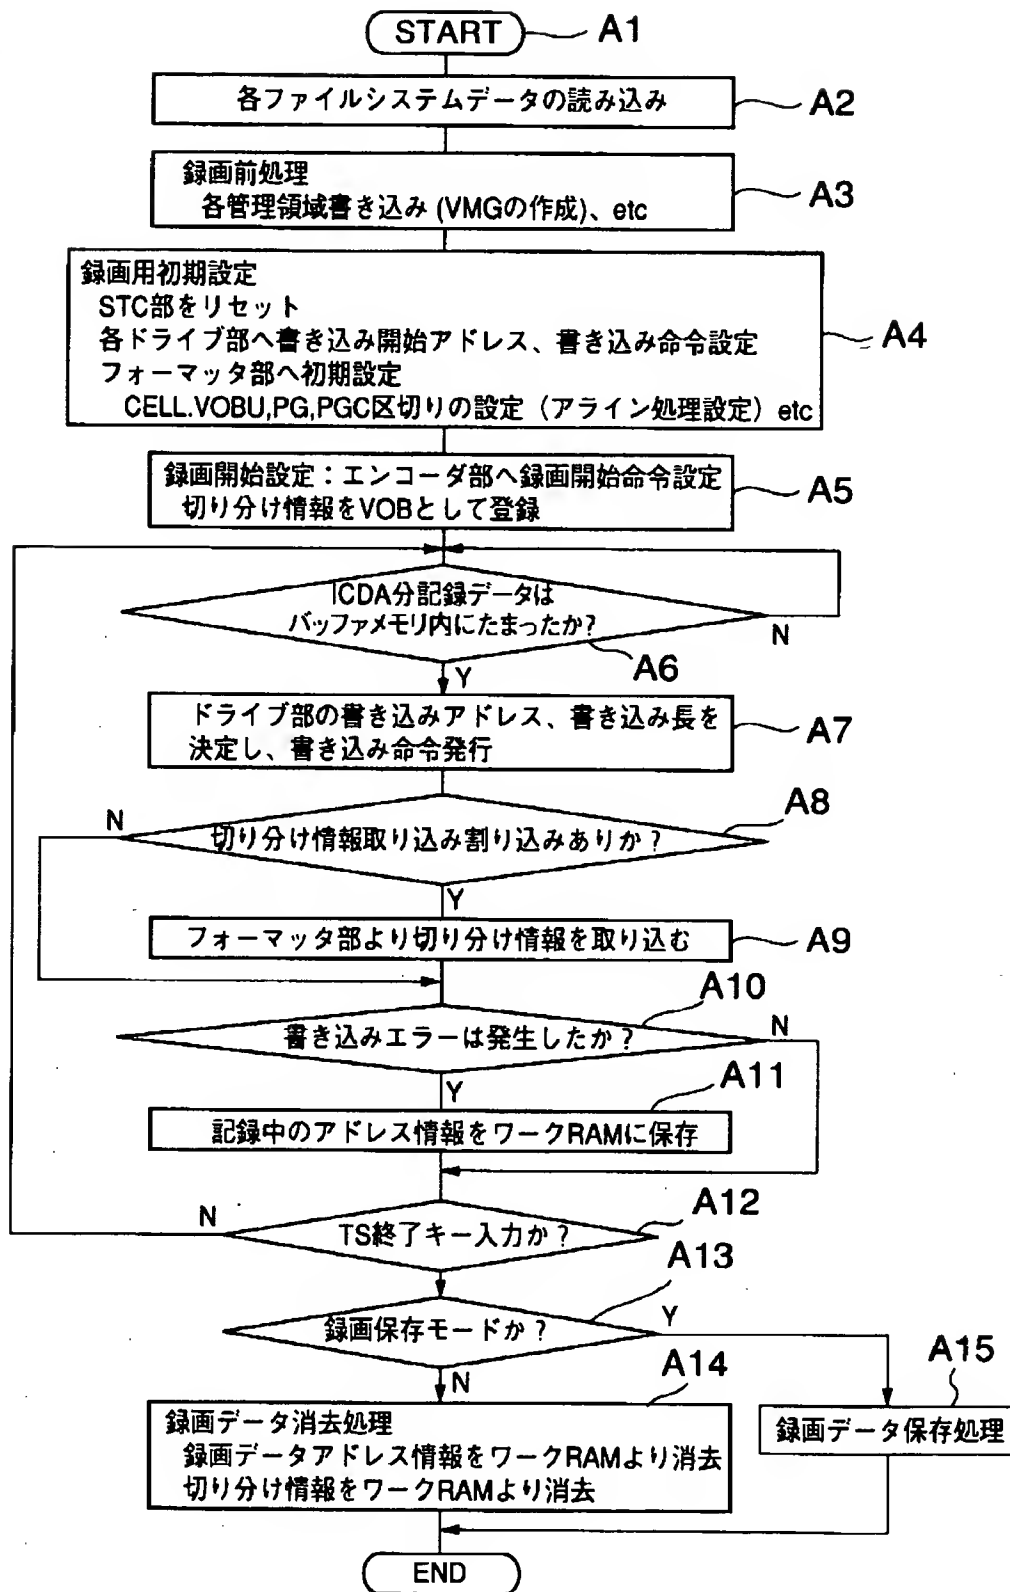 START
A1
各ファイルシステムデータの読み込み
A2
録画前処理
各管理領域書き込み (VMGの作成)、etc
A3
録画用初期設定
STC部をリセット
各ドライブ部へ書き込み開始アドレス、書き込み命令設定
フォーマッタ部へ初期設定
CELL.VOBU,PG,PGC区切りの設定（アライン処理設定）etc
A4
録画開始設定：エンコーダ部へ録画開始命令設定
切り分け情報をVOBとして登録
A5
ICDA分記録データは
バッファメモリ内にたまったか?
N
A6
Y
ドライブ部の書き込みアドレス、書き込み長を
決定し、書き込み命令発行
A7
A8
N
切り分け情報取り込み割り込みありか？
Y
フォーマッタ部より切り分け情報を取り込む
A9
A10
書き込みエラーは発生したか？
N
Y
A11
記録中のアドレス情報をワークRAMに保存
A12
N
TS終了キー入力か？
A13
録画保存モードか？
Y
N
A14
A15
録画データ消去処理
録画データアドレス情報をワークRAMより消去
切り分け情報をワークRAMより消去
録画データ保存処理
END